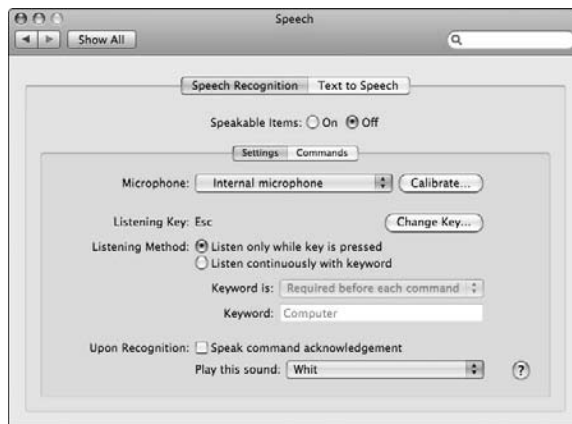 Speech
Show All
Speech Recognition Text to Speech
Speakable Items: On Off
Settings Commands
Microphone: Internal microphone Calibrate...
Listening Key: Esc Change Key...
Listening Method: Listen only while key is pressed
Listen continuously with keyword
Keyword is: Required before each command
Keyword: Computer
Upon Recognition: Speak command acknowledgement
Play this sound: Whit ?